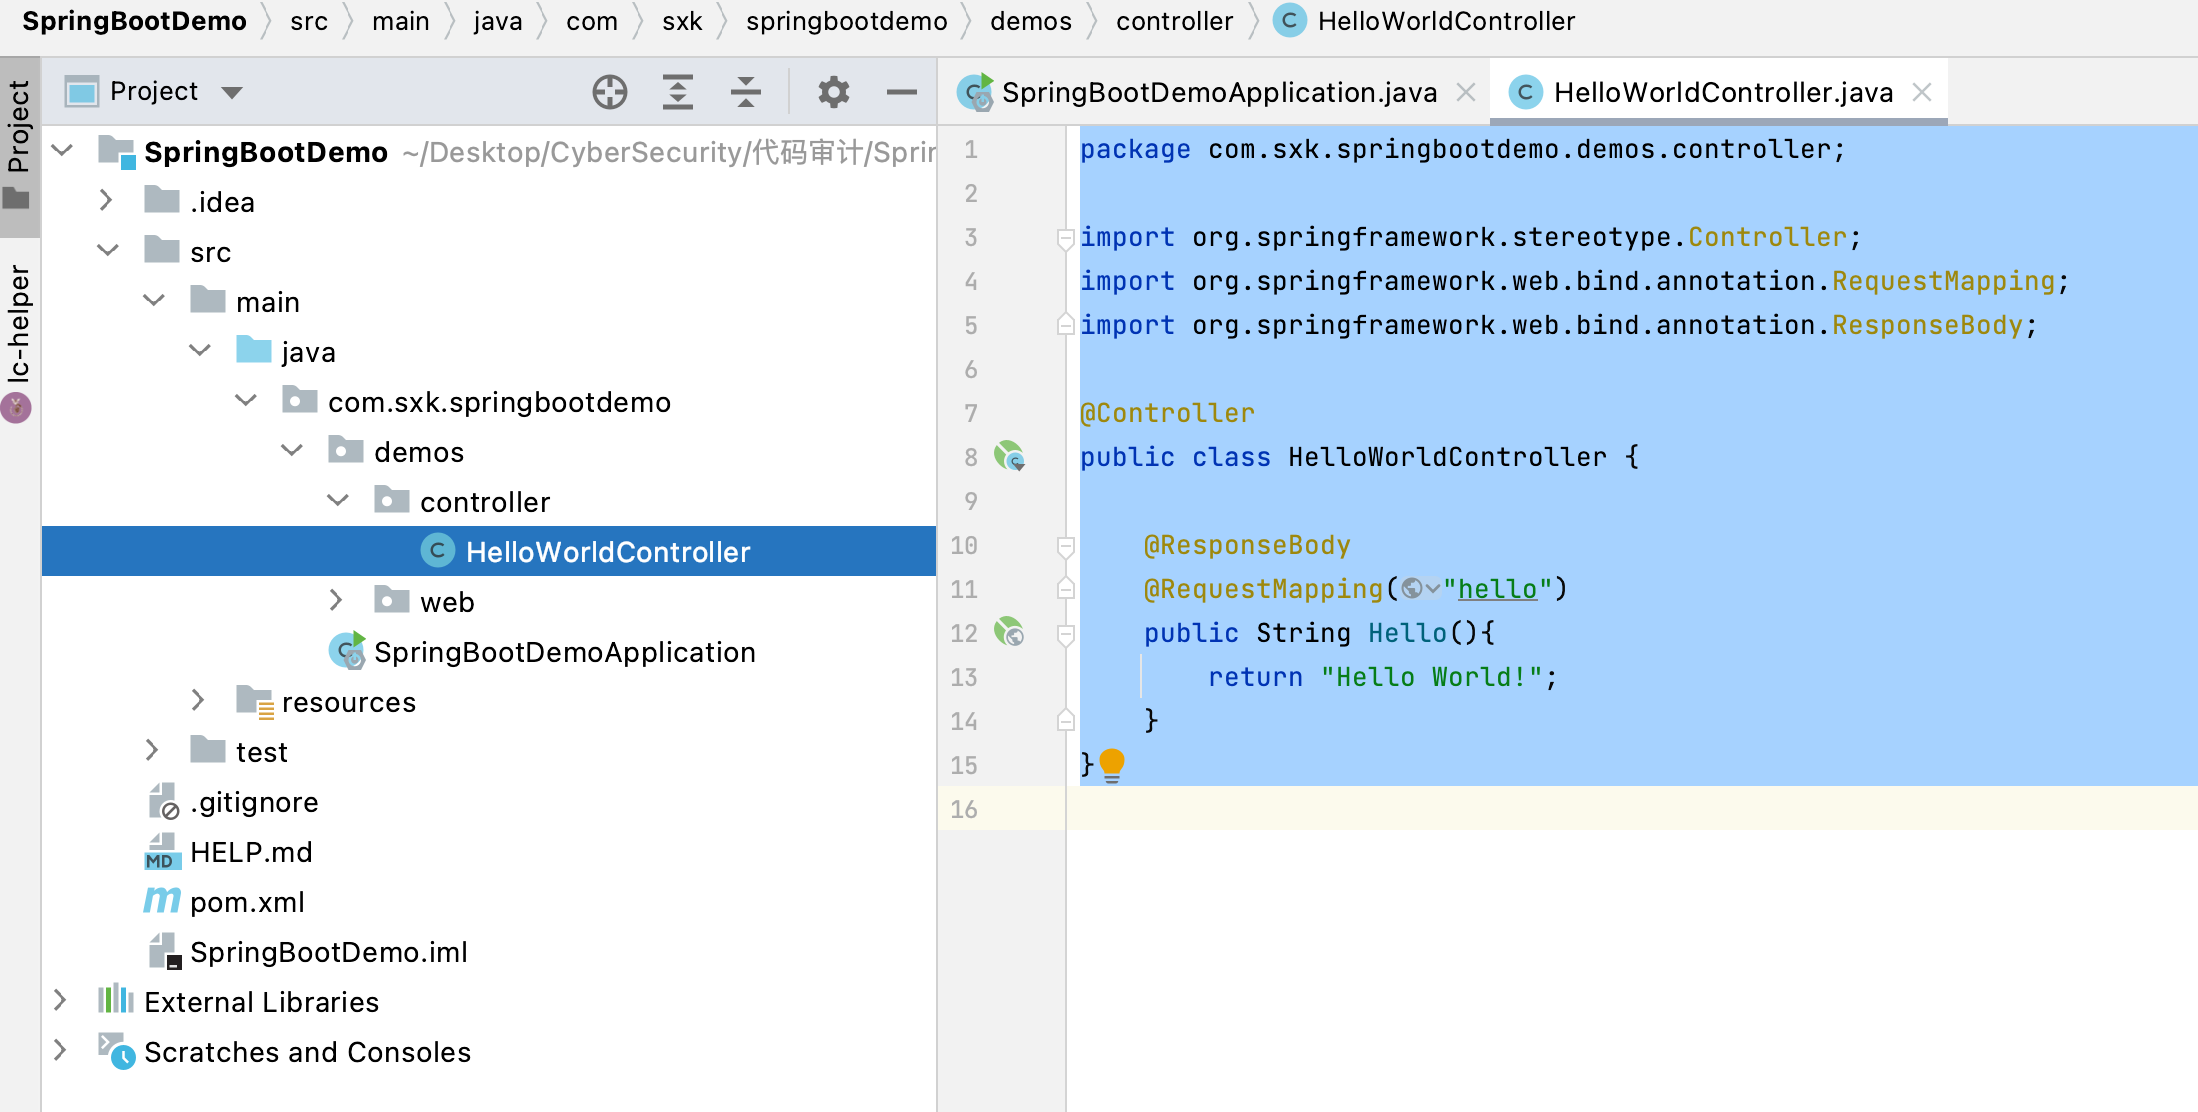 SpringBootDemo src main java com sxk springbootdemo demos controller HelloWorldController
Project
lc-helper
Project
SpringBootDemo ~/Desktop/CyberSecurity/代码审计/Sprin
.idea
src
main
java
com.sxk.springbootdemo
demos
controller
HelloWorldController
web
SpringBootDemoApplication
resources
test
.gitignore
HELP.md
pom.xml
SpringBootDemo.iml
External Libraries
Scratches and Consoles
SpringBootDemoApplication.java HelloWorldController.java
1 package com.sxk.springbootdemo.demos.controller;
2
3 import org.springframework.stereotype.Controller;
4 import org.springframework.web.bind.annotation.RequestMapping;
5 import org.springframework.web.bind.annotation.ResponseBody;
6
7 @Controller
8 public class HelloWorldController {
9
10 @ResponseBody
11 @RequestMapping("hello")
12 public String Hello(){
13 return "Hello World!";
14 }
15 }
16